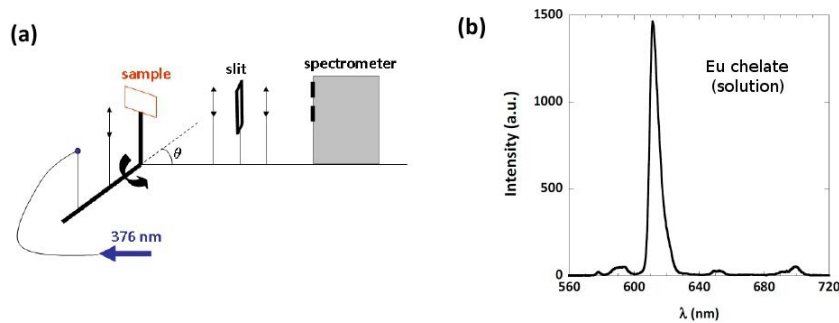 (a)
sample
slit
spectrometer
θ
376 nm
(b)
Eu chelate
(solution)
Intensity (a.u.)
1500
1000
500
0
560
600
640
680
720
λ (nm)